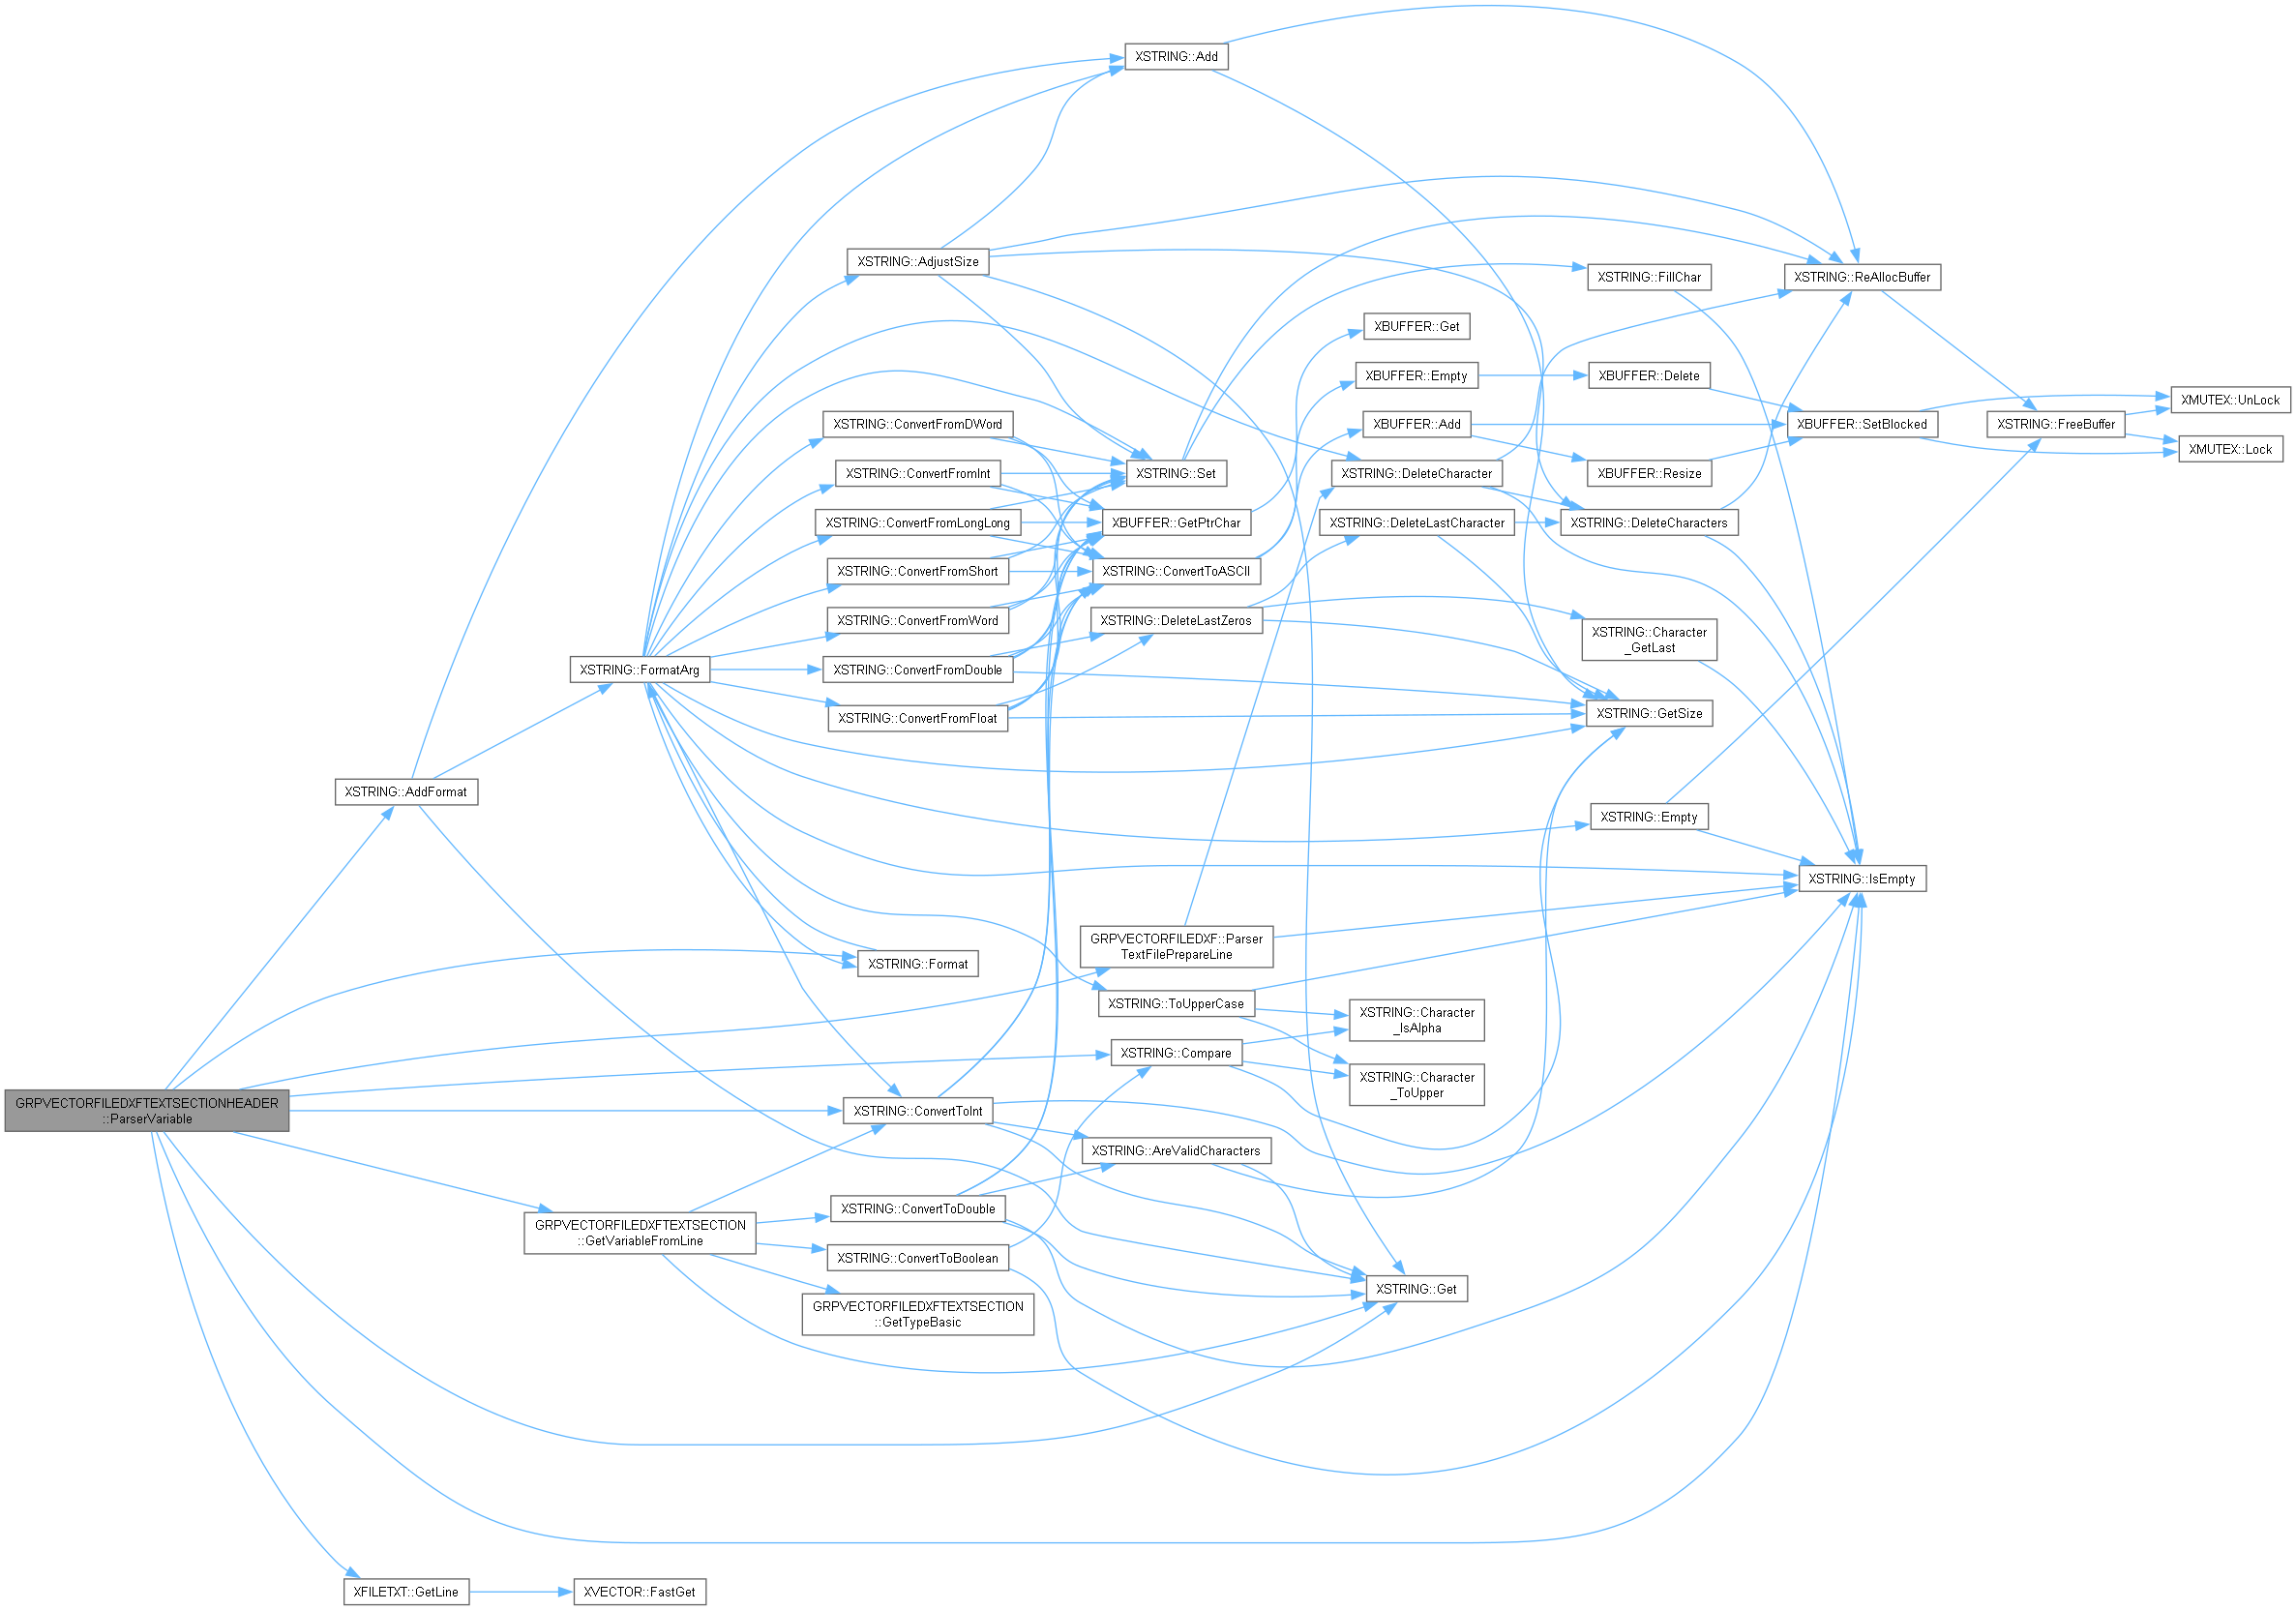 XSTRING::Add
XSTRING::AdjustSize
XSTRING::FillChar
XSTRING::ReAllocBuffer
XBUFFER::Get
XBUFFER::Empty
XBUFFER::Delete
XMUTEX::UnLock
XSTRING::ConvertFromDWord
XBUFFER::Add
XBUFFER::SetBlocked
XSTRING::FreeBuffer
XMUTEX::Lock
XSTRING::ConvertFromInt
XSTRING::Set
XSTRING::DeleteCharacter
XBUFFER::Resize
XSTRING::ConvertFromLongLong
XBUFFER::GetPtrChar
XSTRING::DeleteLastCharacter
XSTRING::DeleteCharacters
XSTRING::ConvertFromShort
XSTRING::ConvertToASCII
XSTRING::ConvertFromWord
XSTRING::DeleteLastZeros
XSTRING::Character
_GetLast
XSTRING::FormatArg
XSTRING::ConvertFromDouble
XSTRING::ConvertFromFloat
XSTRING::GetSize
XSTRING::AddFormat
XSTRING::Empty
XSTRING::IsEmpty
GRPVECTORFILEDXF::Parser
TextFilePrepareLine
XSTRING::Format
XSTRING::ToUpperCase
XSTRING::Character
_IsAlpha
XSTRING::Compare
XSTRING::Character
_ToUpper
GRPVECTORFILEDXFTEXTSECTIONHEADER
::ParserVariable
XSTRING::ConvertToInt
XSTRING::AreValidCharacters
XSTRING::ConvertToDouble
GRPVECTORFILEDXFTEXTSECTION
::GetVariableFromLine
XSTRING::ConvertToBoolean
XSTRING::Get
GRPVECTORFILEDXFTEXTSECTION
::GetTypeBasic
XFILETXT::GetLine
XVECTOR::FastGet